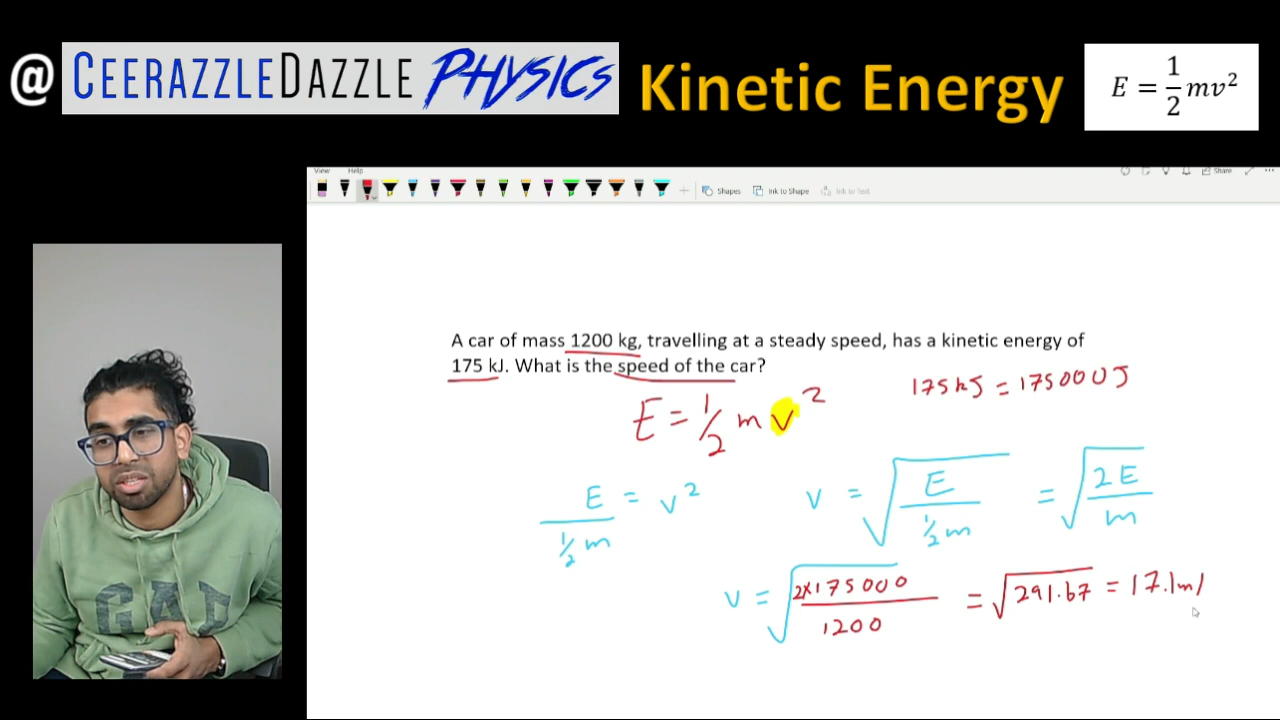 @ CEERAZZLEDAZZLE PHYSICS Kinetic Energy E = 1/2 mv²
View Help Share
Shapes Ink to Shape Ink to Text
A car of mass 1200 kg, travelling at a steady speed, has a kinetic energy of
175 kJ. What is the speed of the car?
175kJ = 175000J
E = 1/2 m v²
E / ½m = v²
v = √(E / ½m) = √(2E / m)
v = √(2×175000 / 1200) = √291.67 = 17.1m/
GAP